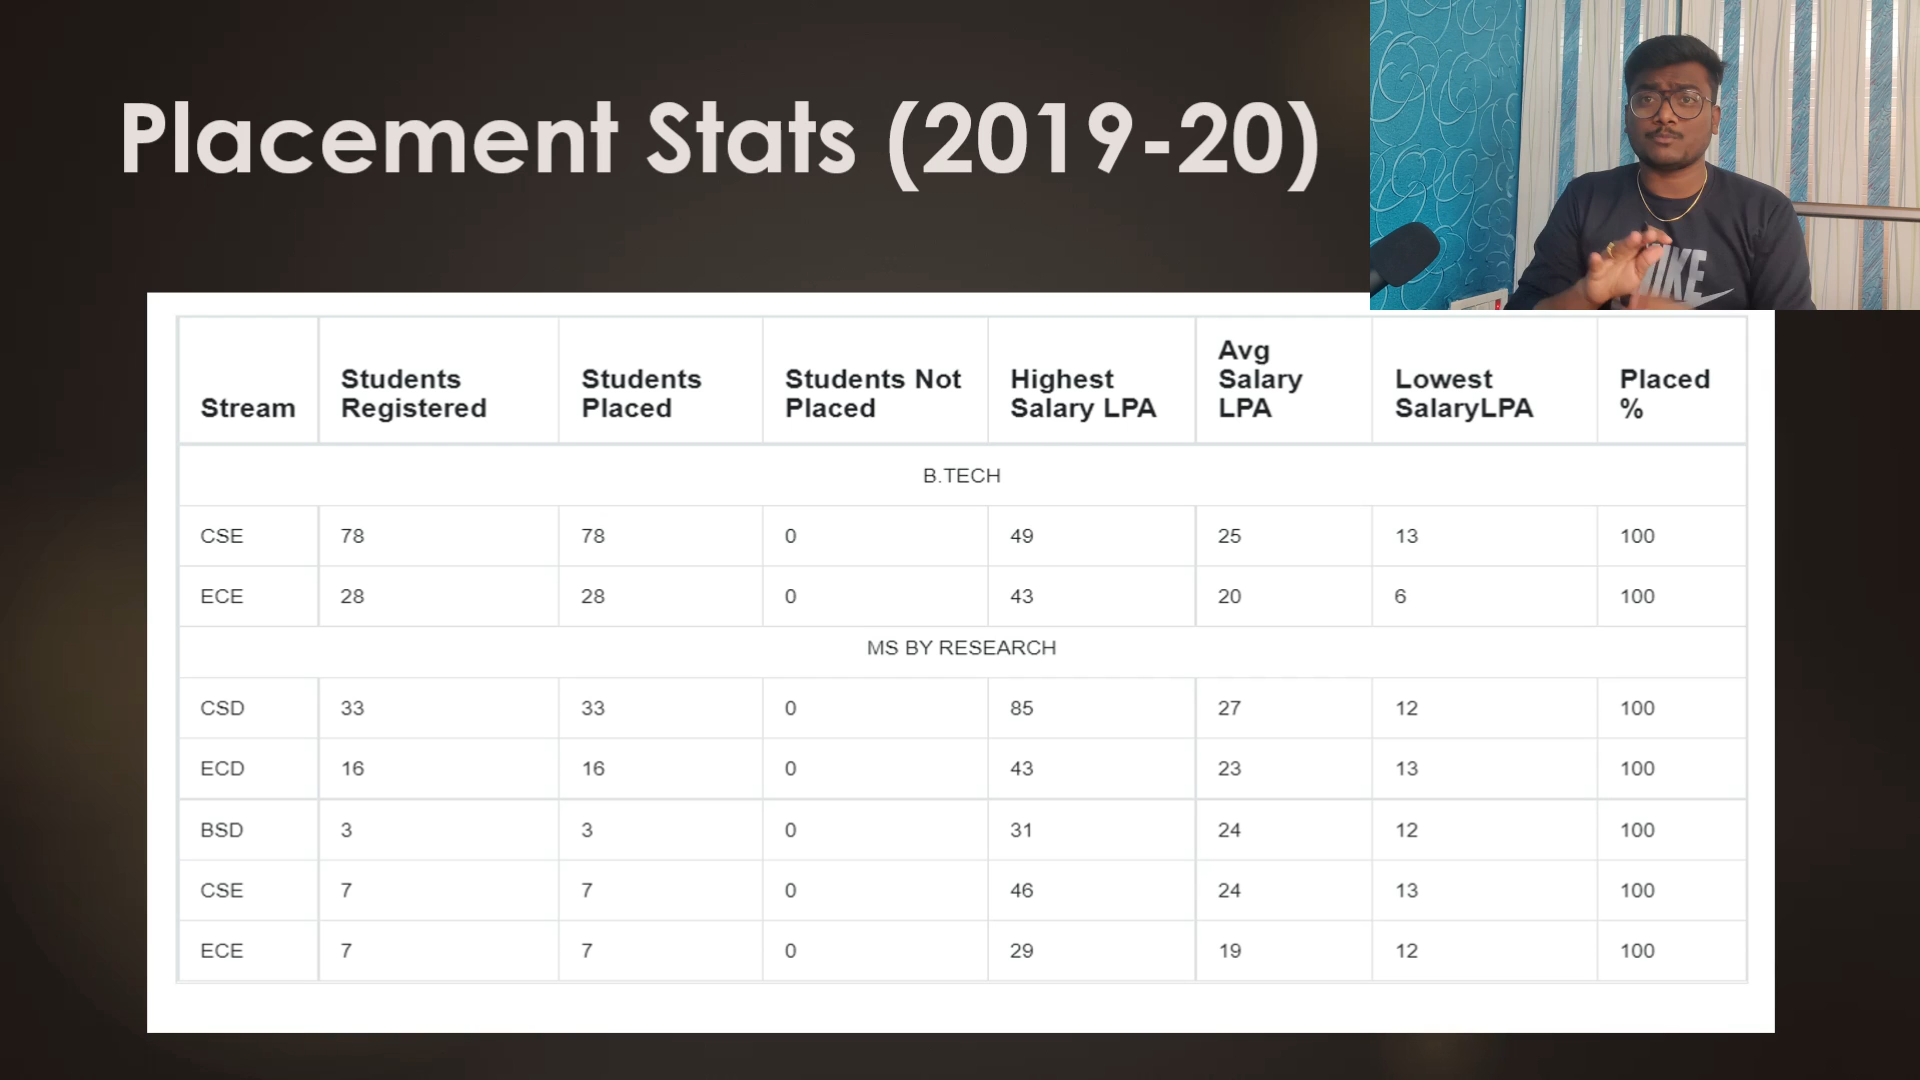 Placement Stats (2019-20)
Stream Students Registered Students Placed Students Not Placed Highest Salary LPA Avg Salary LPA Lowest SalaryLPA Placed %
B.TECH
CSE 78 78 0 49 25 13 100
ECE 28 28 0 43 20 6 100
MS BY RESEARCH
CSD 33 33 0 85 27 12 100
ECD 16 16 0 43 23 13 100
BSD 3 3 0 31 24 12 100
CSE 7 7 0 46 24 13 100
ECE 7 7 0 29 19 12 100